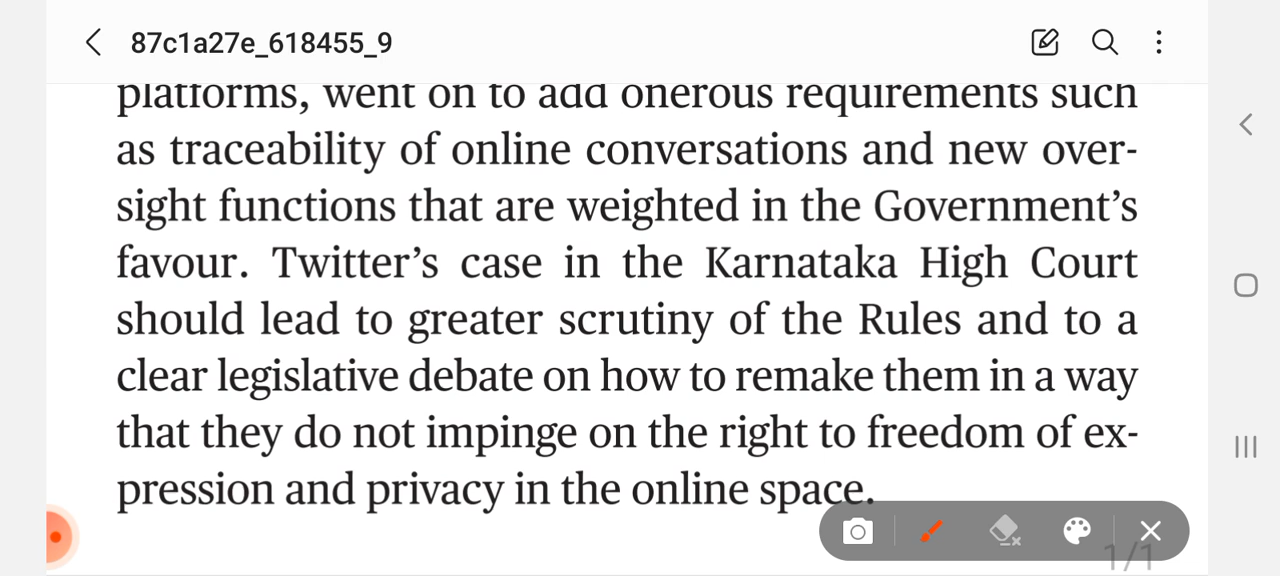 87c1a27e_618455_9
platforms, went on to add onerous requirements such
as traceability of online conversations and new over-
sight functions that are weighted in the Government’s
favour. Twitter’s case in the Karnataka High Court
should lead to greater scrutiny of the Rules and to a
clear legislative debate on how to remake them in a way
that they do not impinge on the right to freedom of ex-
pression and privacy in the online space.
1/1